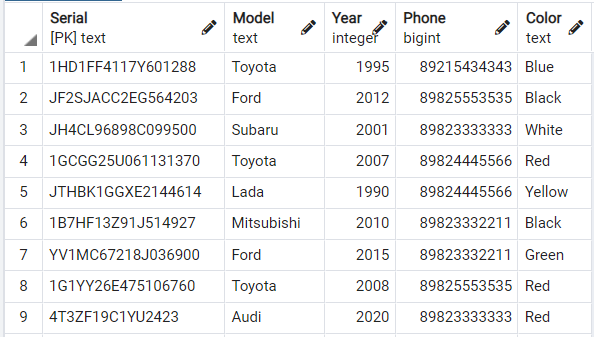 Serial Model Year Phone Color
[PK] text text integer bigint text
1 1HD1FF4117Y601288 Toyota 1995 89215434343 Blue
2 JF2SJACC2EG564203 Ford 2012 89825553535 Black
3 JH4CL96898C099500 Subaru 2001 89823333333 White
4 1GCGG25U061131370 Toyota 2007 89824445566 Red
5 JTHBK1GGXE2144614 Lada 1990 89824445566 Yellow
6 1B7HF13Z91J514927 Mitsubishi 2010 89823332211 Black
7 YV1MC67218J036900 Ford 2015 89823332211 Green
8 1G1YY26E475106760 Toyota 2008 89825553535 Red
9 4T3ZF19C1YU2423 Audi 2020 89823333333 Red